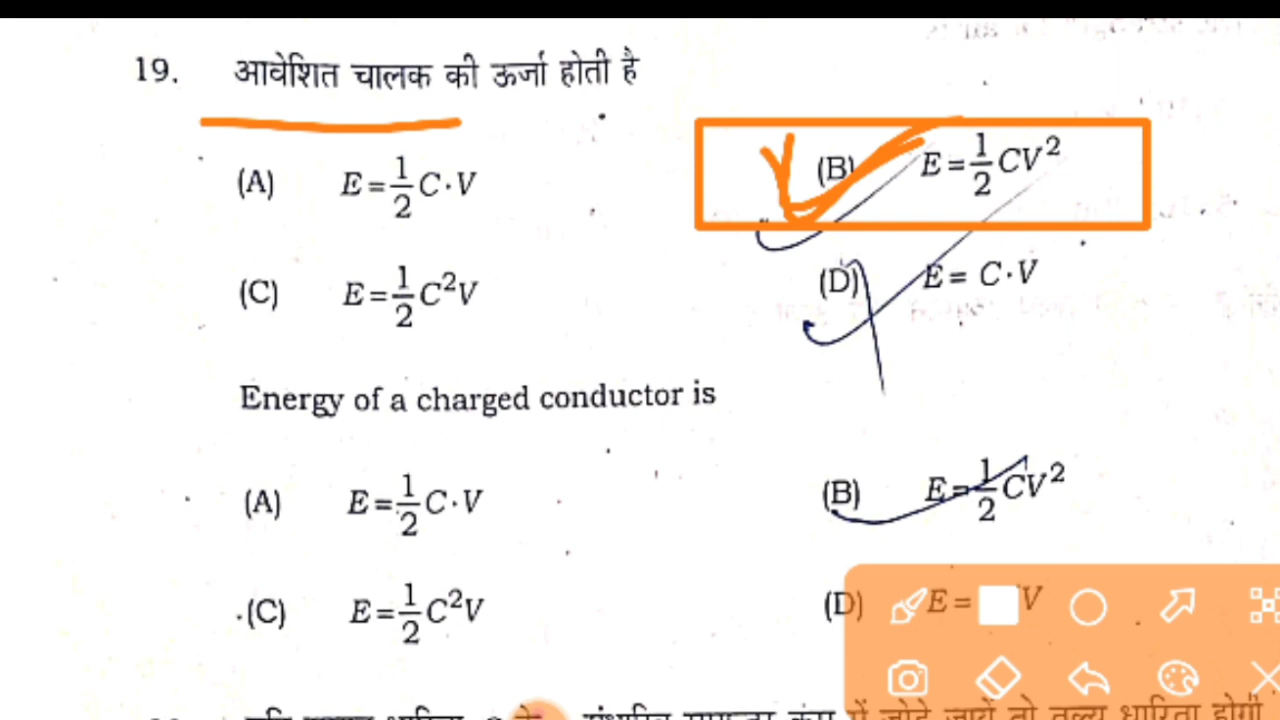 19. आवेशित चालक की ऊर्जा होती है
(A) E = 1/2 C·V (B) E = 1/2 CV²
(C) E = 1/2 C²V (D) E = C·V
Energy of a charged conductor is
(A) E = 1/2 C·V (B) E = 1/2 CV²
(C) E = 1/2 C²V (D) E = V
में जोड़े जायें तो तुल्य धारिता होगी